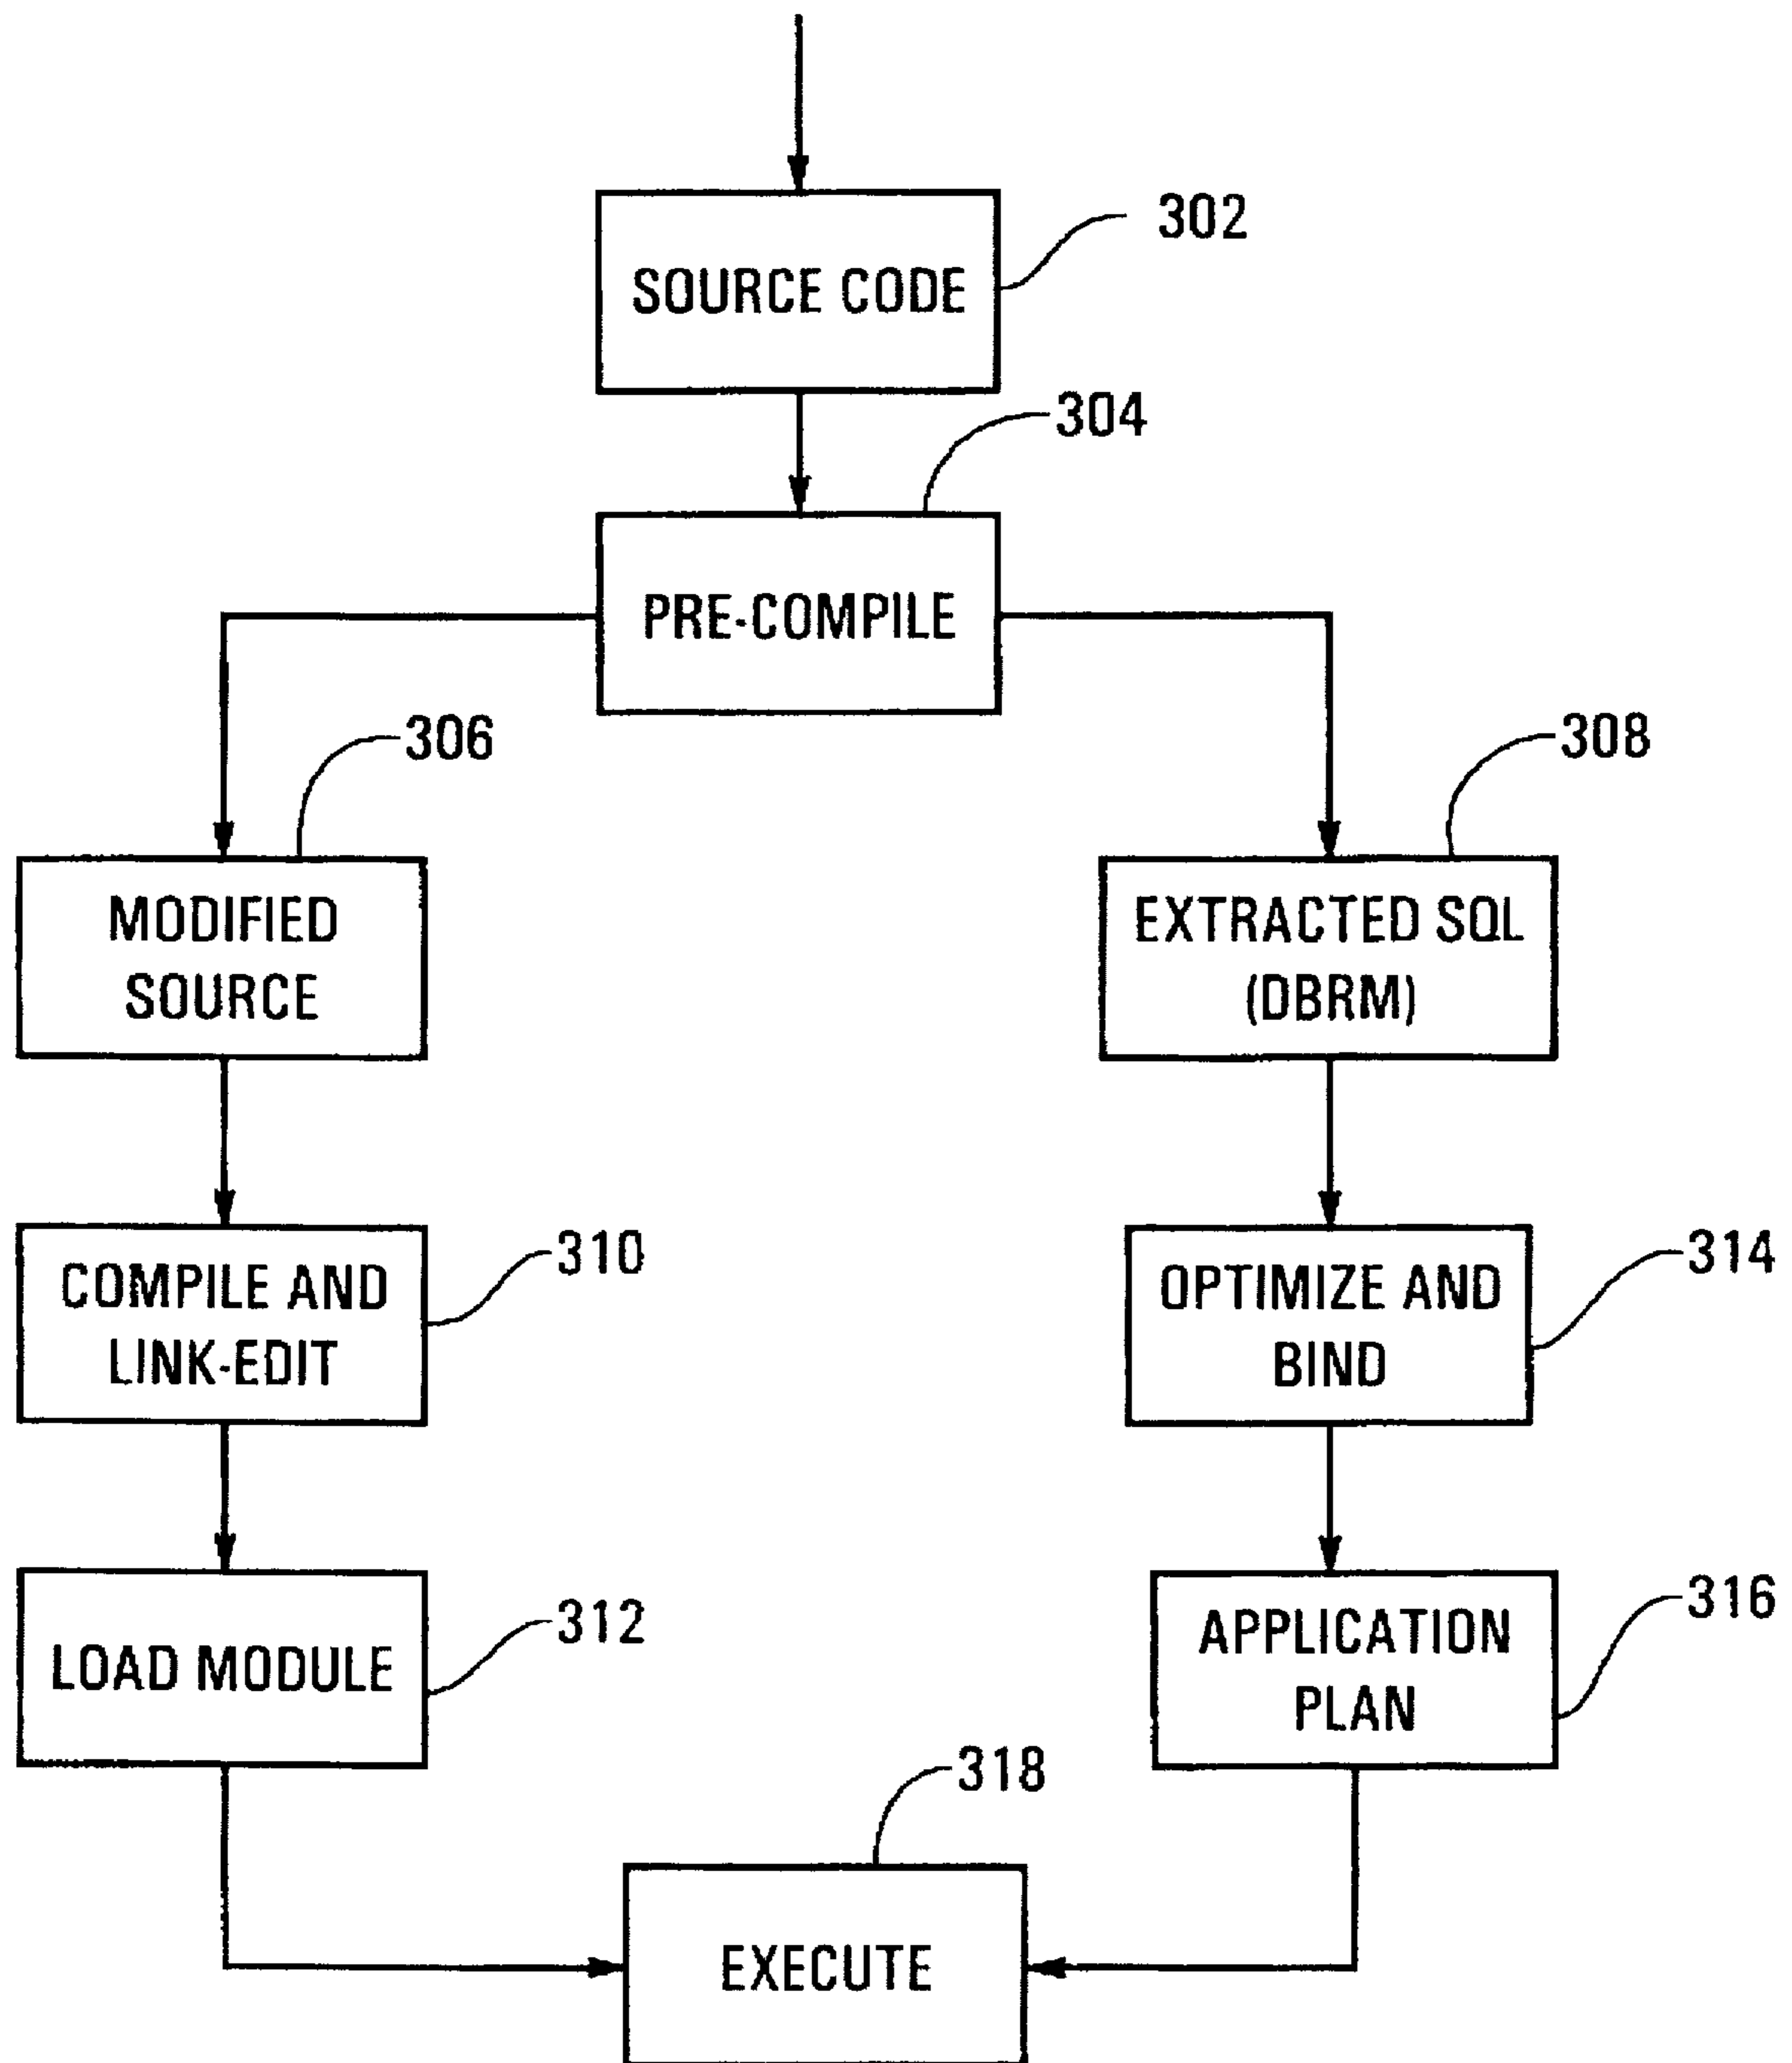 302
SOURCE CODE
304
PRE-COMPILE
306
308
MODIFIED
SOURCE
EXTRACTED SQL
(DBRM)
310
314
COMPILE AND
LINK-EDIT
OPTIMIZE AND
BIND
312
316
LOAD MODULE
APPLICATION
PLAN
318
EXECUTE